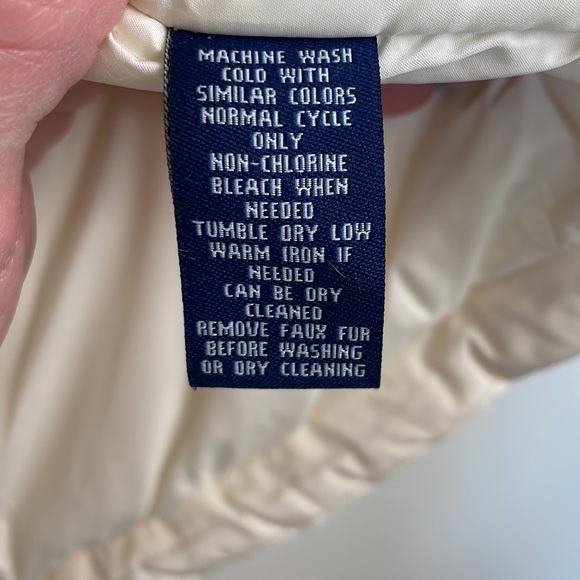 MACHINE WASH
COLD WITH
SIMILAR COLORS
NORMAL CYCLE
ONLY
NON-CHLORINE
BLEACH WHEN
NEEDED
TUMBLE DRY LOW
WARM IRON IF
NEEDED
CAN BE DRY
CLEANED
REMOVE FAUX FUR
BEFORE WASHING
OR DRY CLEANING